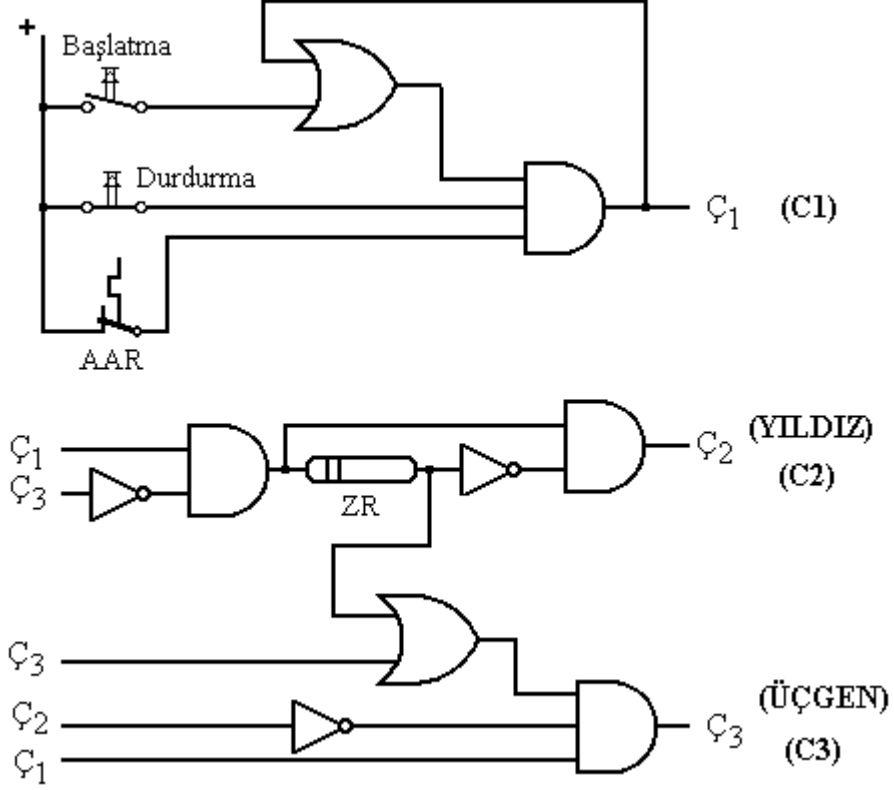 +
Başlatma
Durdurma
Ç1 (C1)
AAR
Ç1
Ç3
ZR
Ç2 (YILDIZ)
(C2)
Ç3
Ç2
Ç1
Ç3 (ÜÇGEN)
(C3)